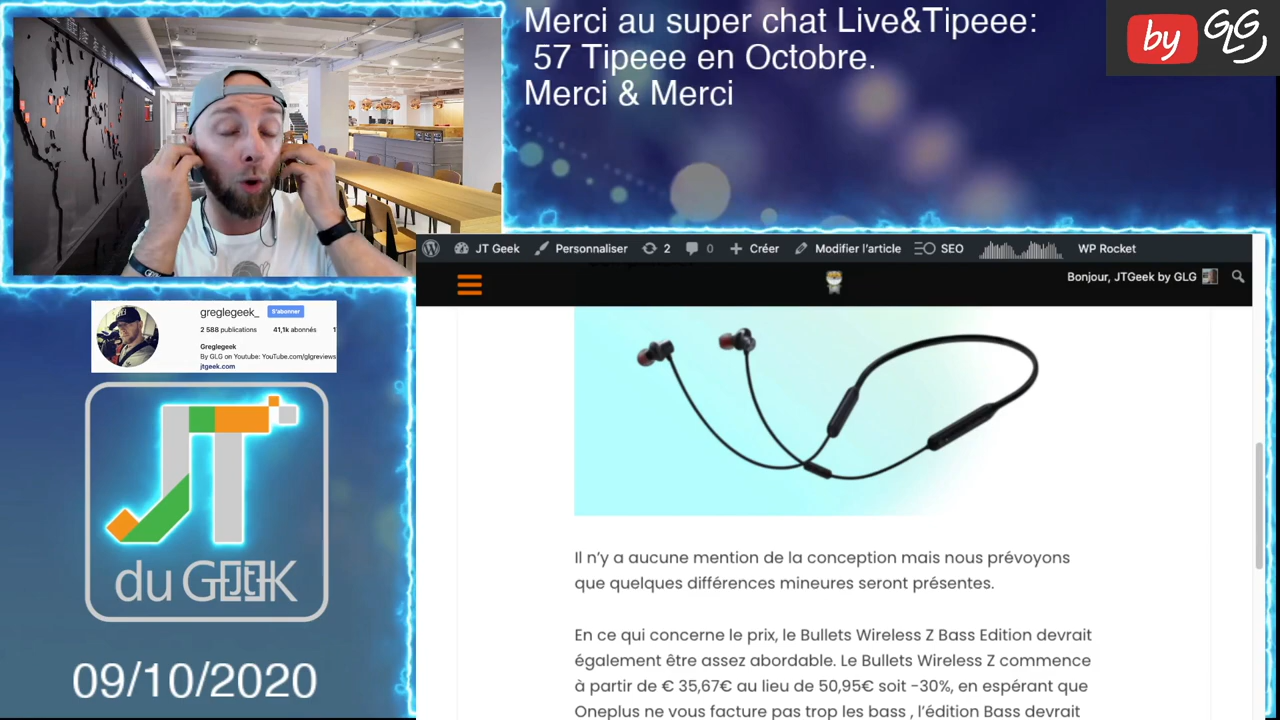 Merci au super chat Live&Tipeee:
57 Tipeee en Octobre.
Merci & Merci
by GLG
JT Geek
Personnaliser
2
0
Créer
Modifier l'article
SEO
WP Rocket
Bonjour, JTGeek by GLG
greglegeek_
S'abonner
2 588 publications
41,1k abonnés
1
Greglegeek
By GLG on Youtube: YouTube.com/glgreviews
jtgeek.com
JT
du GEEK
09/10/2020
Il n'y a aucune mention de la conception mais nous prévoyons
que quelques différences mineures seront présentes.
En ce qui concerne le prix, le Bullets Wireless Z Bass Edition devrait
également être assez abordable. Le Bullets Wireless Z commence
à partir de € 35,67€ au lieu de 50,95€ soit -30%, en espérant que
Oneplus ne vous facture pas trop les bass , l'édition Bass devrait